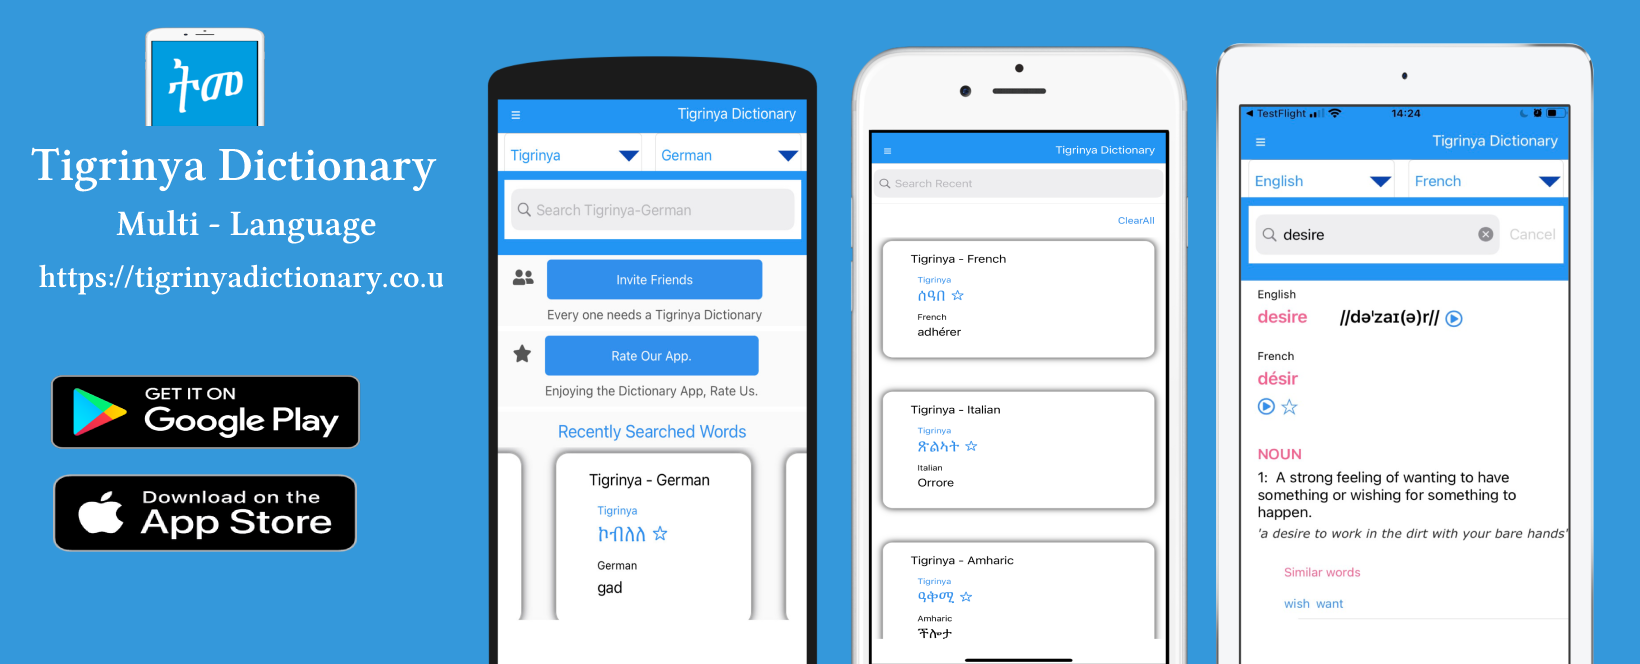 ትመ
Tigrinya Dictionary
Multi - Language
https://tigrinyadictionary.co.u
GET IT ON
Google Play
Download on the
App Store
Tigrinya Dictionary
Tigrinya
German
Search Tigrinya-German
Invite Friends
Every one needs a Tigrinya Dictionary
Rate Our App.
Enjoying the Dictionary App, Rate Us.
Recently Searched Words
Tigrinya - German
Tigrinya
ኮብለለ
German
gad
Tigrinya Dictionary
Search Recent
ClearAll
Tigrinya - French
Tigrinya
ሰዓበ
French
adhérer
Tigrinya - Italian
Tigrinya
ጽልኣት
Italian
Orrore
Tigrinya - Amharic
Tigrinya
ዓቅሚ
Amharic
ችሎታ
TestFlight
14:24
Tigrinya Dictionary
English
French
desire
Cancel
English
desire //dəˈzaɪ(ə)r//
French
désir
NOUN
1: A strong feeling of wanting to have
something or wishing for something to
happen.
'a desire to work in the dirt with your bare hands'
Similar words
wish want